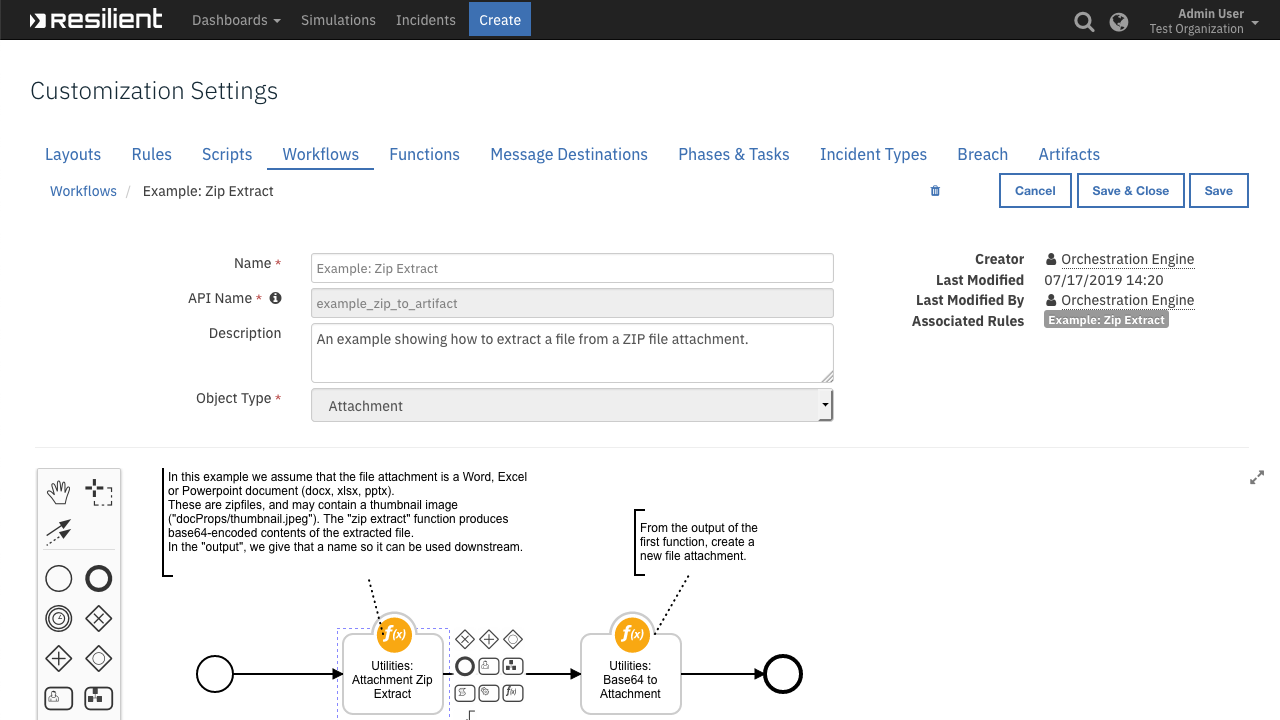 resilient Dashboards Simulations Incidents Create Admin User
Test Organization
Customization Settings
Layouts Rules Scripts Workflows Functions Message Destinations Phases & Tasks Incident Types Breach Artifacts
Workflows / Example: Zip Extract Cancel Save & Close Save
Name * Example: Zip Extract
API Name * example_zip_to_artifact
Description An example showing how to extract a file from a ZIP file attachment.
Object Type * Attachment
Creator Orchestration Engine
Last Modified 07/17/2019 14:20
Last Modified By Orchestration Engine
Associated Rules Example: Zip Extract
In this example we assume that the file attachment is a Word, Excel
or Powerpoint document (docx, xlsx, pptx).
These are zipfiles, and may contain a thumbnail image
("docProps/thumbnail.jpeg"). The "zip extract" function produces
base64-encoded contents of the extracted file.
In the "output", we give that a name so it can be used downstream.
From the output of the
first function, create a
new file attachment.
f(x)
Utilities:
Attachment Zip
Extract
f(x)
f(x)
Utilities:
Base64 to
Attachment